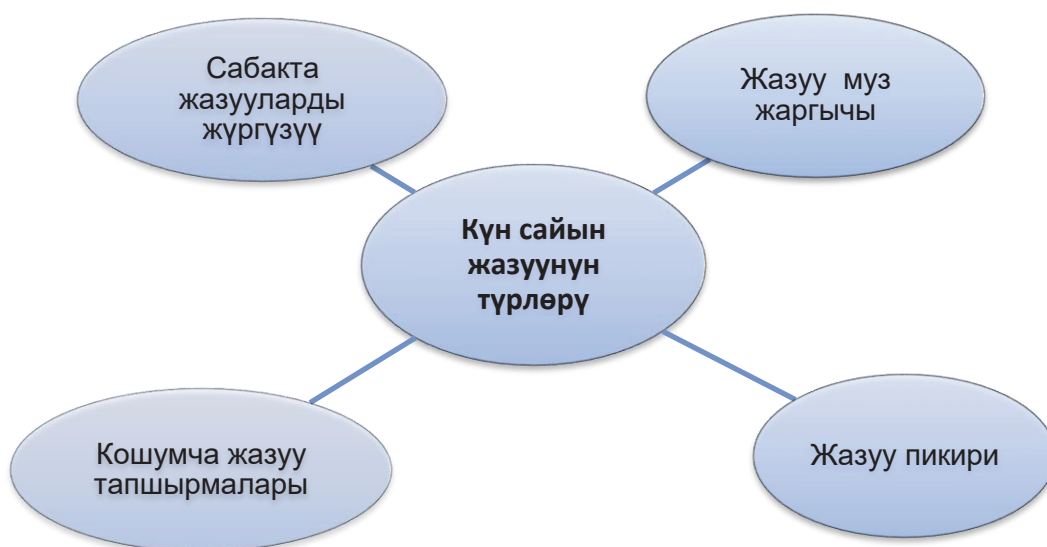 Сабакта
жазууларды
жүргүзүү
Жазуу муз
жаргычы
Күн сайын
жазуунун
түрлөрү
Кошумча жазуу
тапшырмалары
Жазуу пикири